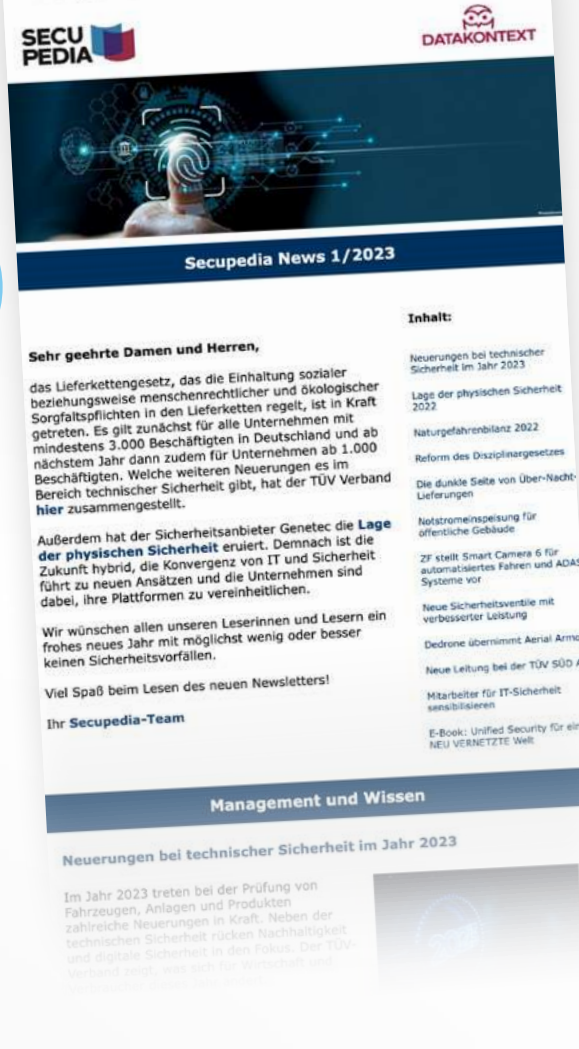 SECU
PEDIA
DATAKONTEXT
Secupedia News 1/2023
Sehr geehrte Damen und Herren,
das Lieferkettengesetz, das die Einhaltung sozialer
beziehungsweise menschenrechtlicher und ökologischer
Sorgfaltspflichten in den Lieferketten regelt, ist in Kraft
getreten. Es gilt zunächst für alle Unternehmen mit
mindestens 3.000 Beschäftigten in Deutschland und ab
nächstem Jahr dann zudem für Unternehmen ab 1.000
Beschäftigten. Welche weiteren Neuerungen es im
Bereich technischer Sicherheit gibt, hat der TÜV Verband
hier zusammengestellt.
Außerdem hat der Sicherheitsanbieter Genetec die Lage
der physischen Sicherheit eruiert. Demnach ist die
Zukunft hybrid, die Konvergenz von IT und Sicherheit
führt zu neuen Ansätzen und die Unternehmen sind
dabei, ihre Plattformen zu vereinheitlichen.
Wir wünschen allen unseren Leserinnen und Lesern ein
frohes neues Jahr mit möglichst wenig oder besser
keinen Sicherheitsvorfällen.
Viel Spaß beim Lesen des neuen Newsletters!
Ihr Secupedia-Team
Inhalt:
Neuerungen bei technischer
Sicherheit im Jahr 2023
Lage der physischen Sicherheit
2022
Naturgefahrenbilanz 2022
Reform des Disziplinargesetzes
Die dunkle Seite von Über-Nacht-
Lieferungen
Notstromeinspeisung für
öffentliche Gebäude
ZF stellt Smart Camera 6 für
automatisiertes Fahren und ADAS
Systeme vor
Neue Sicherheitsventile mit
verbesserter Leistung
Dedrone übernimmt Aerial Armo
Neue Leitung bei der TÜV SÜD A
Mitarbeiter für IT-Sicherheit
sensibilisieren
E-Book: Unified Security für ein
NEU VERNETZTE Welt
Management und Wissen
Neuerungen bei technischer Sicherheit im Jahr 2023
Im Jahr 2023 treten bei der Prüfung von
Fahrzeugen, Anlagen und Produkten
zahlreiche Neuerungen in Kraft. Neben der
technischen Sicherheit rücken Nachhaltigkeit
und digitale Sicherheit in den Fokus. Der TÜV-
Verband zeigt, was sich für Wirtschaft und